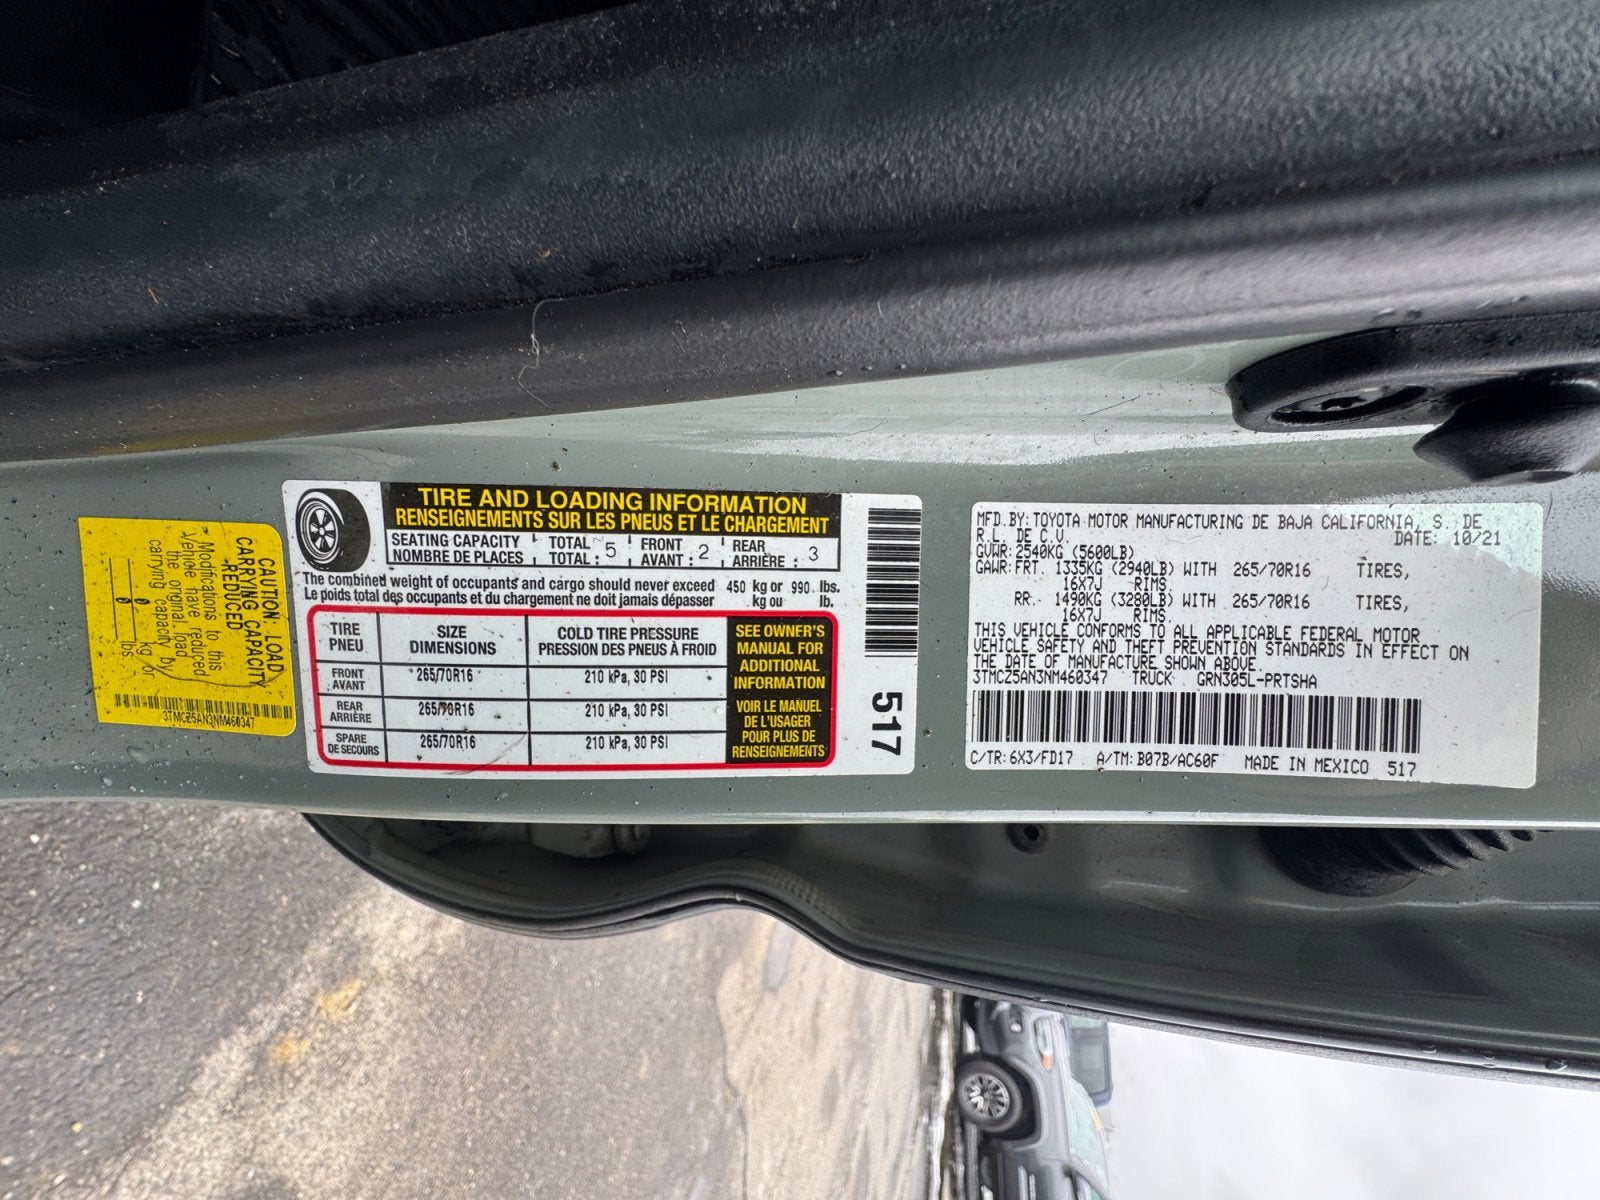 CAUTION: LOAD
CARRYING CAPACITY
REDUCED
* Modifications to this
vehicle have reduced
the original load
carrying capacity by
kg or
lbs
3TMCZ5AN3NM460347
TIRE AND LOADING INFORMATION
RENSEIGNEMENTS SUR LES PNEUS ET LE CHARGEMENT
SEATING CAPACITY TOTAL 5 FRONT 2 REAR 3
NOMBRE DE PLACES TOTAL : AVANT : ARRIÈRE :
The combined weight of occupants and cargo should never exceed 450 kg or 990 lbs.
Le poids total des occupants et du chargement ne doit jamais dépasser kg ou lb.
TIRE SIZE COLD TIRE PRESSURE
PNEU DIMENSIONS PRESSION DES PNEUS À FROID
FRONT 265/70R16 210 kPa, 30 PSI
AVANT
REAR 265/70R16 210 kPa, 30 PSI
ARRIÈRE
SPARE 265/70R16 210 kPa, 30 PSI
DE SECOURS
SEE OWNER'S
MANUAL FOR
ADDITIONAL
INFORMATION
VOIR LE MANUEL
DE L'USAGER
POUR PLUS DE
RENSEIGNEMENTS
517
MFD.BY:TOYOTA MOTOR MANUFACTURING DE BAJA CALIFORNIA, S. DE
R.L. DE C.V. DATE: 10/21
GVWR:2540KG (5600LB)
GAWR:FRT. 1335KG (2940LB) WITH 265/70R16 TIRES,
16X7J RIMS.
RR. 1490KG (3280LB) WITH 265/70R16 TIRES,
16X7J RIMS.
THIS VEHICLE CONFORMS TO ALL APPLICABLE FEDERAL MOTOR
VEHICLE SAFETY AND THEFT PREVENTION STANDARDS IN EFFECT ON
THE DATE OF MANUFACTURE SHOWN ABOVE.
3TMCZ5AN3NM460347 TRUCK GRN305L-PRTSHA
C/TR:6X3/FD17 A/TM:B07B/AC60F MADE IN MEXICO 517